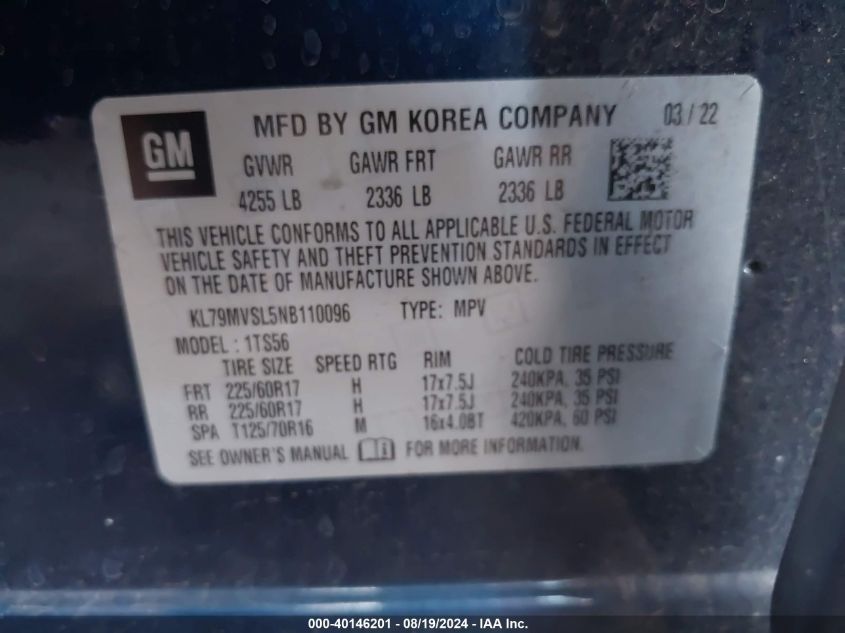 GM
MFD BY GM KOREA COMPANY 03/22
GVWR GAWR FRT GAWR RR
4255 LB 2336 LB 2336 LB
THIS VEHICLE CONFORMS TO ALL APPLICABLE U.S. FEDERAL MOTOR
VEHICLE SAFETY AND THEFT PREVENTION STANDARDS IN EFFECT
ON THE DATE OF MANUFACTURE SHOWN ABOVE.
KL79MVSL5NB110096 TYPE: MPV
MODEL : 1TS56
TIRE SIZE SPEED RTG RIM COLD TIRE PRESSURE
FRT 225/60R17 H 17x7.5J 240KPA, 35 PSI
RR 225/60R17 H 17x7.5J 240KPA, 35 PSI
SPA T125/70R16 M 16x4.0BT 420KPA, 60 PSI
SEE OWNER'S MANUAL FOR MORE INFORMATION.
000-40146201 - 08/19/2024 - IAA Inc.